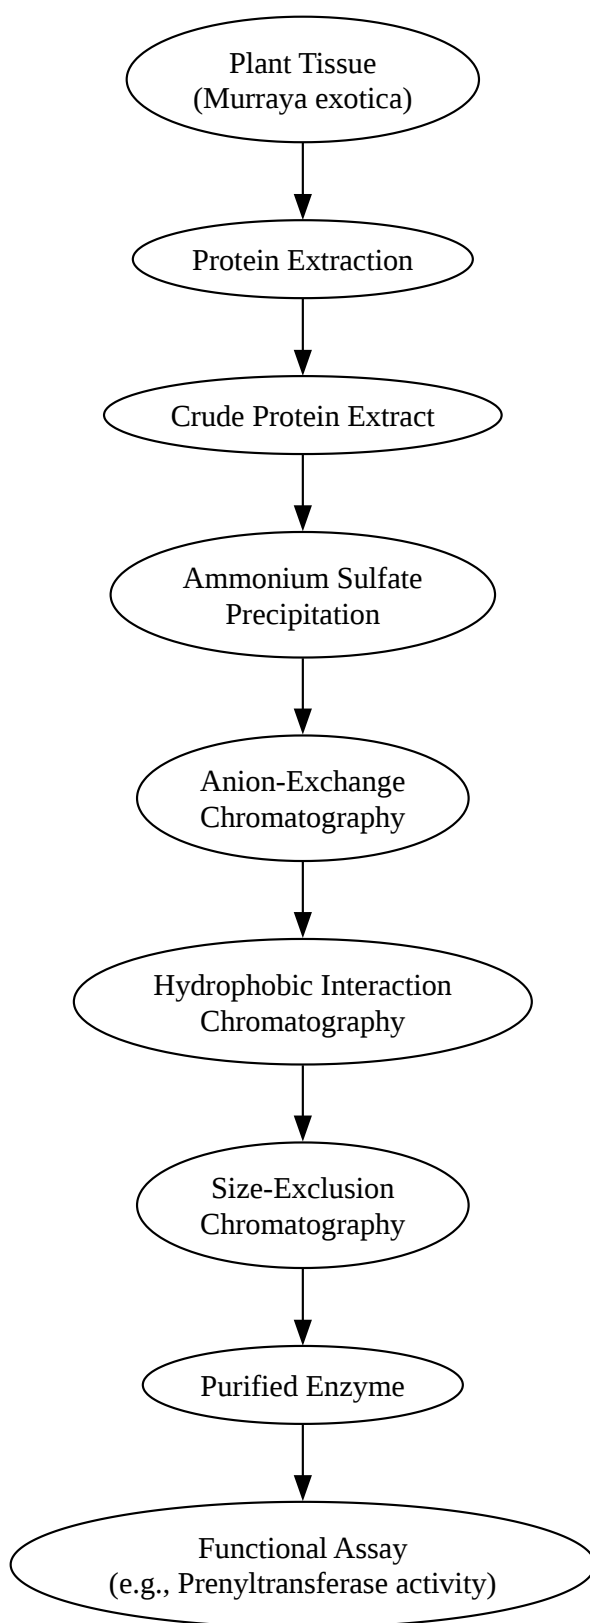 Plant Tissue
(Murraya exotica)
Protein Extraction
Crude Protein Extract
Ammonium Sulfate
Precipitation
Anion-Exchange
Chromatography
Hydrophobic Interaction
Chromatography
Size-Exclusion
Chromatography
Purified Enzyme
Functional Assay
(e.g., Prenyltransferase activity)